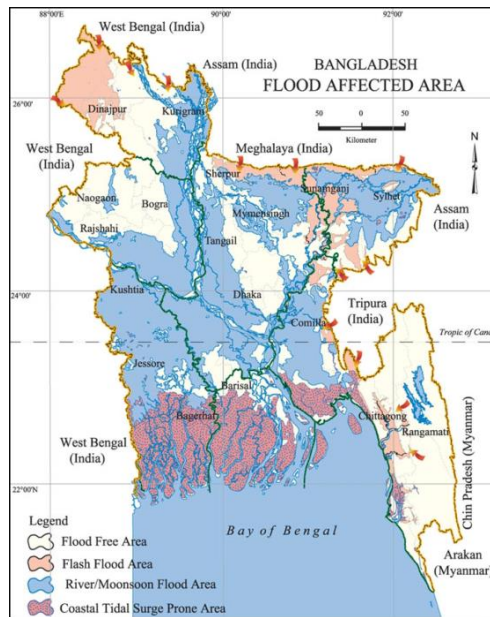 88°00'E
90°00'
92°00'
West Bengal (India)
Assam (India)
BANGLADESH
FLOOD AFFECTED AREA
26°00'
50 0 50
Kilometer
N
Dinajpur
Kurigram
West Bengal
(India)
Meghalaya (India)
Sherpur
Sunamganj
Sylhet
Assam
(India)
Naogaon
Bogra
Mymensingh
Rajshahi
Tangail
24°00'
Kushtia
Dhaka
Tripura
(India)
Comilla
Tropic of Canc
Jessore
Barisal
Bagerhat
Chittagong
Rangamati
West Bengal
(India)
Chin Pradesh (Myanmar)
22°00'N
Bay of Bengal
Arakan
(Myanmar)
Legend
Flood Free Area
Flash Flood Area
River/Moonsoon Flood Area
Coastal Tidal Surge Prone Area